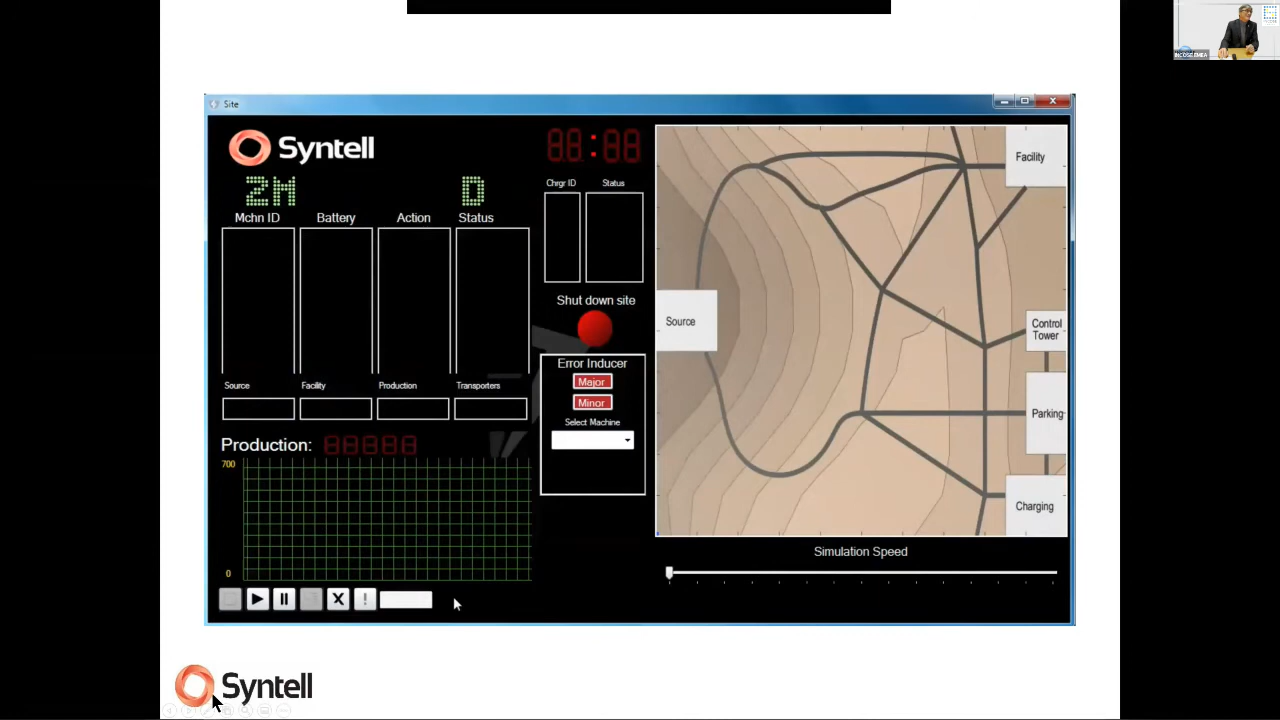 Site
Syntell
ZM D
88:88
Mchn ID Battery Action Status
Chrgr ID Status
Shut down site
Error Inducer
Major
Minor
Select Machine
Source Facility Production Transporters
Production: 88888
700
0
X !
Facility
Source
Control
Tower
Parking
Charging
Simulation Speed
Syntell